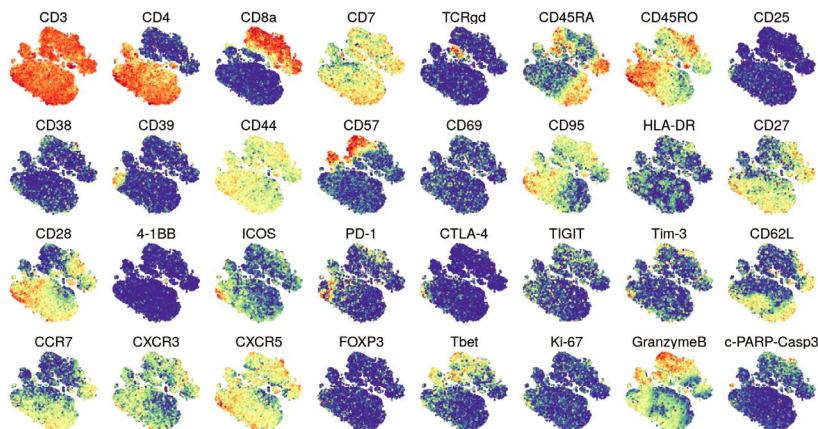 CD3 CD4 CD8a CD7 TCRgd CD45RA CD45RO CD25
CD38 CD39 CD44 CD57 CD69 CD95 HLA-DR CD27
CD28 4-1BB ICOS PD-1 CTLA-4 TIGIT Tim-3 CD62L
CCR7 CXCR3 CXCR5 FOXP3 Tbet Ki-67 GranzymeB c-PARP-Casp3